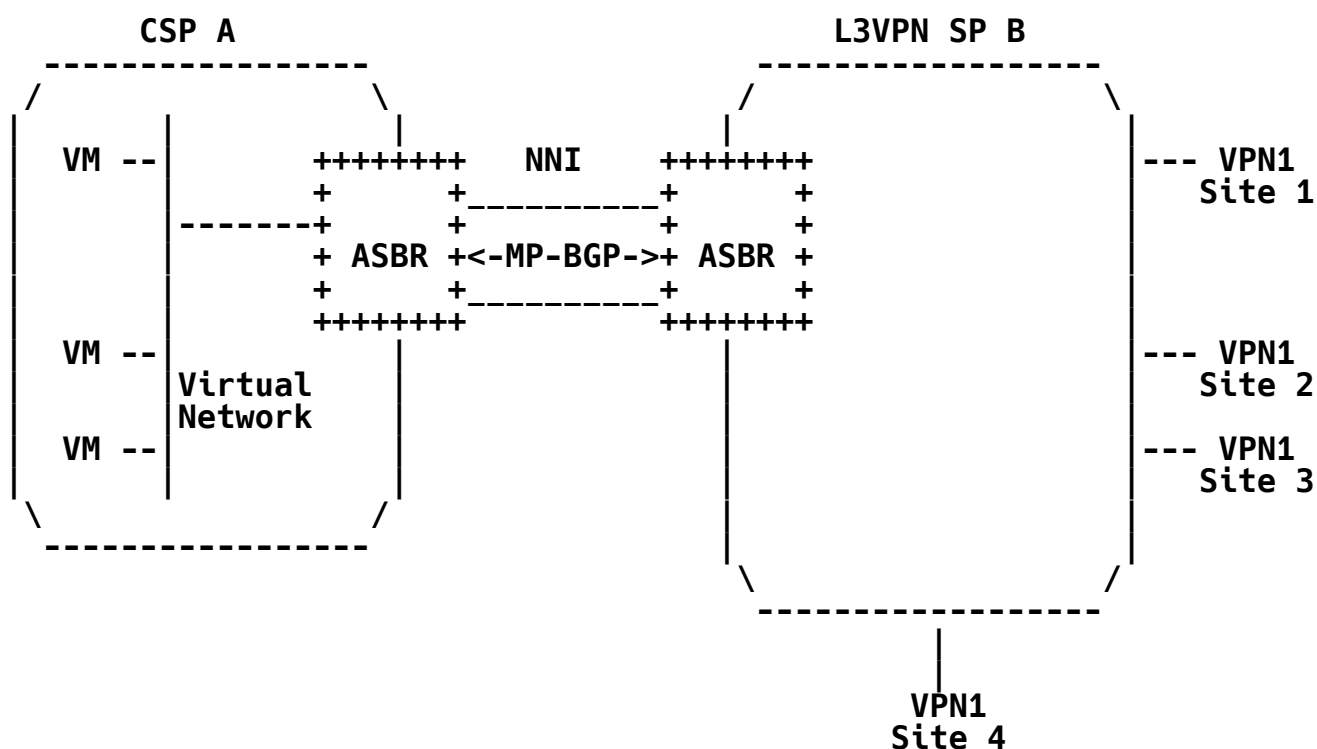 CSP A L3VPN SP B
VM -- NNI --- VPN1
Site 1
ASBR <-MP-BGP-> ASBR
VM -- --- VPN1
Virtual Site 2
Network
VM -- --- VPN1
Site 3
VPN1
Site 4